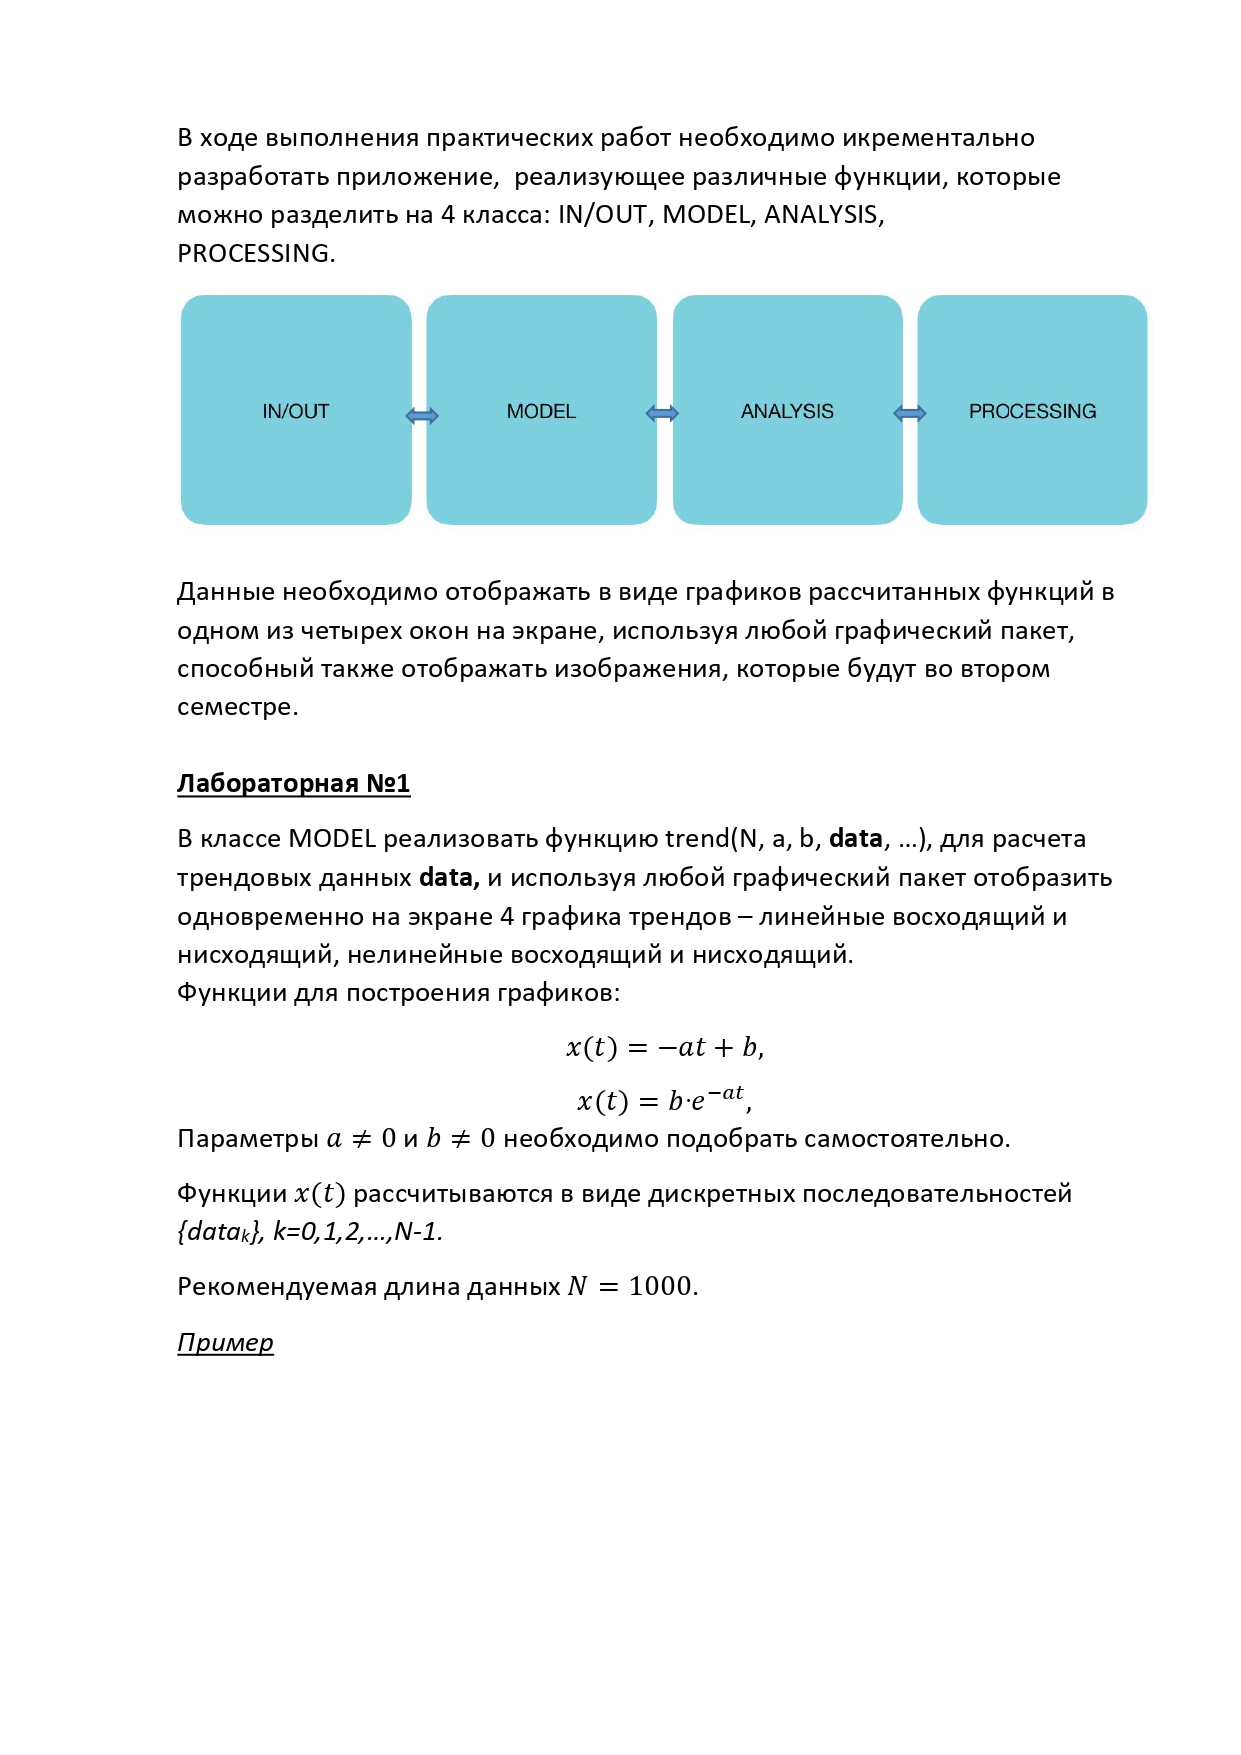 В ходе выполнения практических работ необходимо икрементально
разработать приложение,  реализующее различные функции, которые
можно разделить на 4 класса: IN/OUT, MODEL, ANALYSIS,
PROCESSING.
IN/OUT
MODEL
ANALYSIS
PROCESSING
Данные необходимо отображать в виде графиков рассчитанных функций в
одном из четырех окон на экране, используя любой графический пакет,
способный также отображать изображения, которые будут во втором
семестре.
Лабораторная №1
В классе MODEL реализовать функцию trend(N, a, b, data, …), для расчета
трендовых данных data, и используя любой графический пакет отобразить
одновременно на экране 4 графика трендов – линейные восходящий и
нисходящий, нелинейные восходящий и нисходящий.
Функции для построения графиков:
x(t) = −at + b,
x(t) = b·e^{−at},
Параметры a ≠ 0 и b ≠ 0 необходимо подобрать самостоятельно.
Функции x(t) рассчитываются в виде дискретных последовательностей
{dataₖ}, k=0,1,2,…,N-1.
Рекомендуемая длина данных N = 1000.
Пример